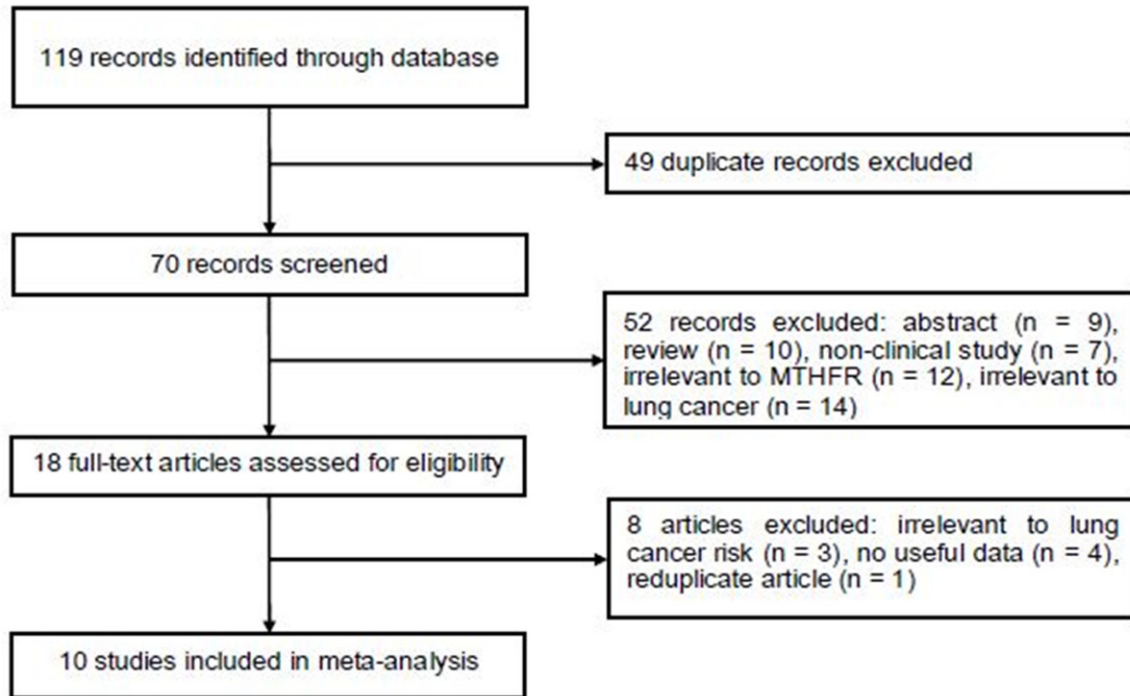 119 records identified through database
49 duplicate records excluded
70 records screened
52 records excluded: abstract (n = 9),
review (n = 10), non-clinical study (n = 7),
irrelevant to MTHFR (n = 12), irrelevant to
lung cancer (n = 14)
18 full-text articles assessed for eligibility
8 articles excluded: irrelevant to lung
cancer risk (n = 3), no useful data (n = 4),
reduplicate article (n = 1)
10 studies included in meta-analysis